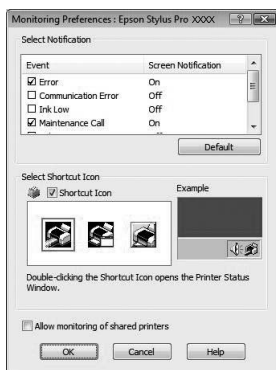 Monitoring Preferences : Epson Stylus Pro XXXX
Select Notification
Event Screen Notification
Error On
Communication Error Off
Ink Low Off
Maintenance Call On
Default
Select Shortcut Icon
Shortcut Icon
Example
Double-clicking the Shortcut Icon opens the Printer Status
Window.
Allow monitoring of shared printers
OK Cancel Help